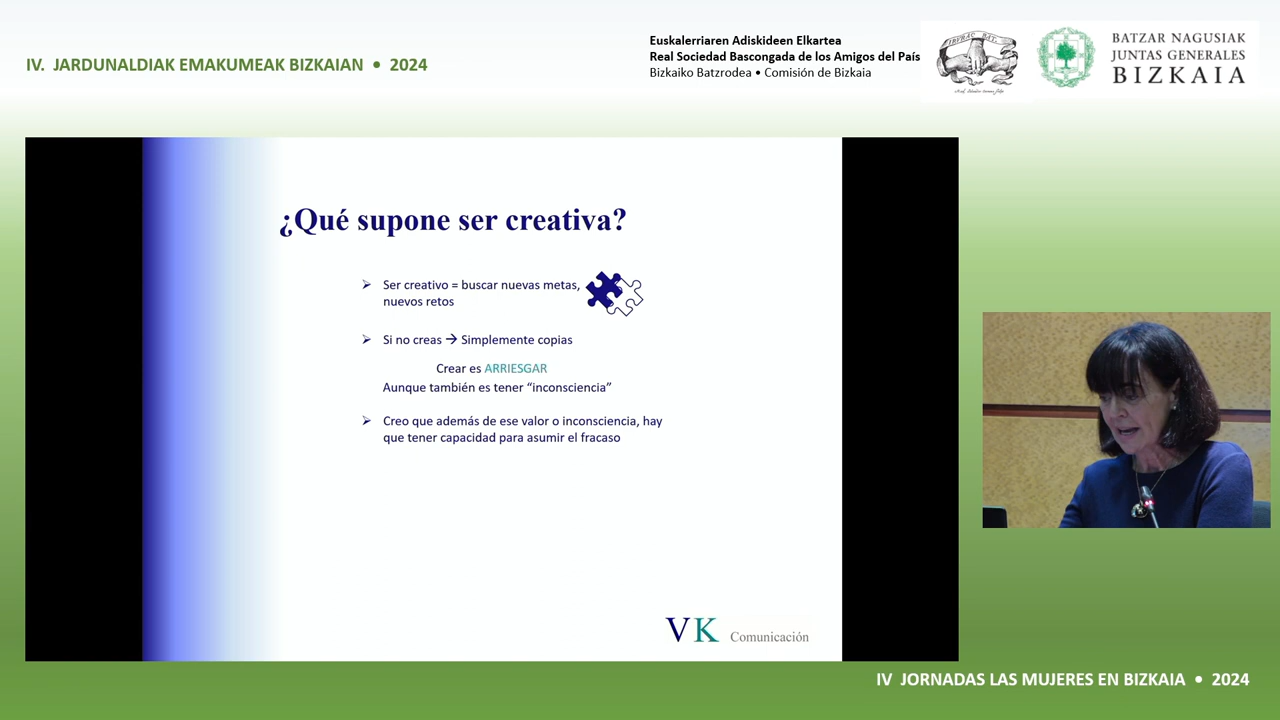 IV. JARDUNALDIAK EMAKUMEAK BIZKAIAN • 2024
Euskalerriaren Adiskideen Elkartea
Real Sociedad Bascongada de los Amigos del País
Bizkaiko Batzrodea • Comisión de Bizkaia
BATZAR NAGUSIAK
JUNTAS GENERALES
BIZKAIA
¿Qué supone ser creativa?
➢ Ser creativo = buscar nuevas metas,
nuevos retos
➢ Si no creas → Simplemente copias
Crear es ARRIESGAR
Aunque también es tener “inconsciencia”
➢ Creo que además de ese valor o inconsciencia, hay
que tener capacidad para asumir el fracaso
VK Comunicación
IV JORNADAS LAS MUJERES EN BIZKAIA • 2024